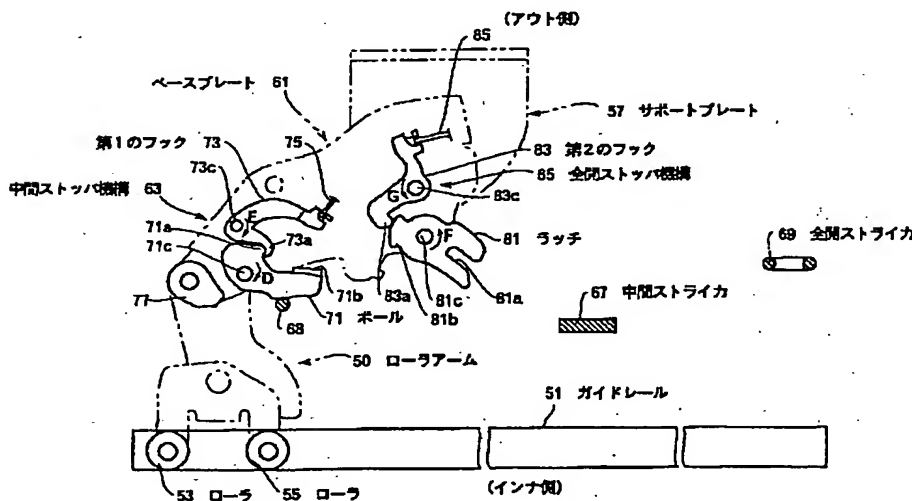 (アウト側)
85
ベースプレート 61
57 サポートプレート
第1のフック 73
75
83 第2のフック
73c
85 全開ストッパ機構
中間ストッパ機構 63
G
83c
E
71a
73a
F
81 ラッチ
71c
69 全開ストライカ
D
71b
83a
81c
81a
77
68
71 ポール
81b
67 中間ストライカ
50 ローラアーム
51 ガイドレール
53 ローラ
55 ローラ
(インナ側)